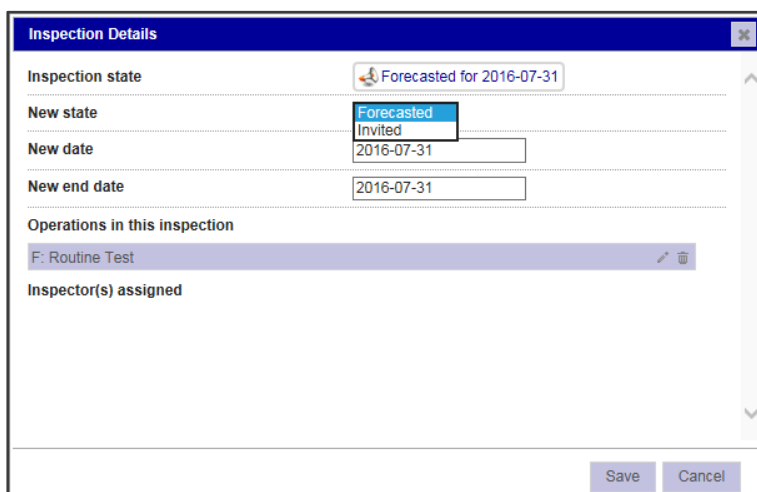 Inspection Details
Inspection state Forecasted for 2016-07-31
New state Forecasted
Invited
New date 2016-07-31
New end date 2016-07-31
Operations in this inspection
F: Routine Test
Inspector(s) assigned
Save Cancel